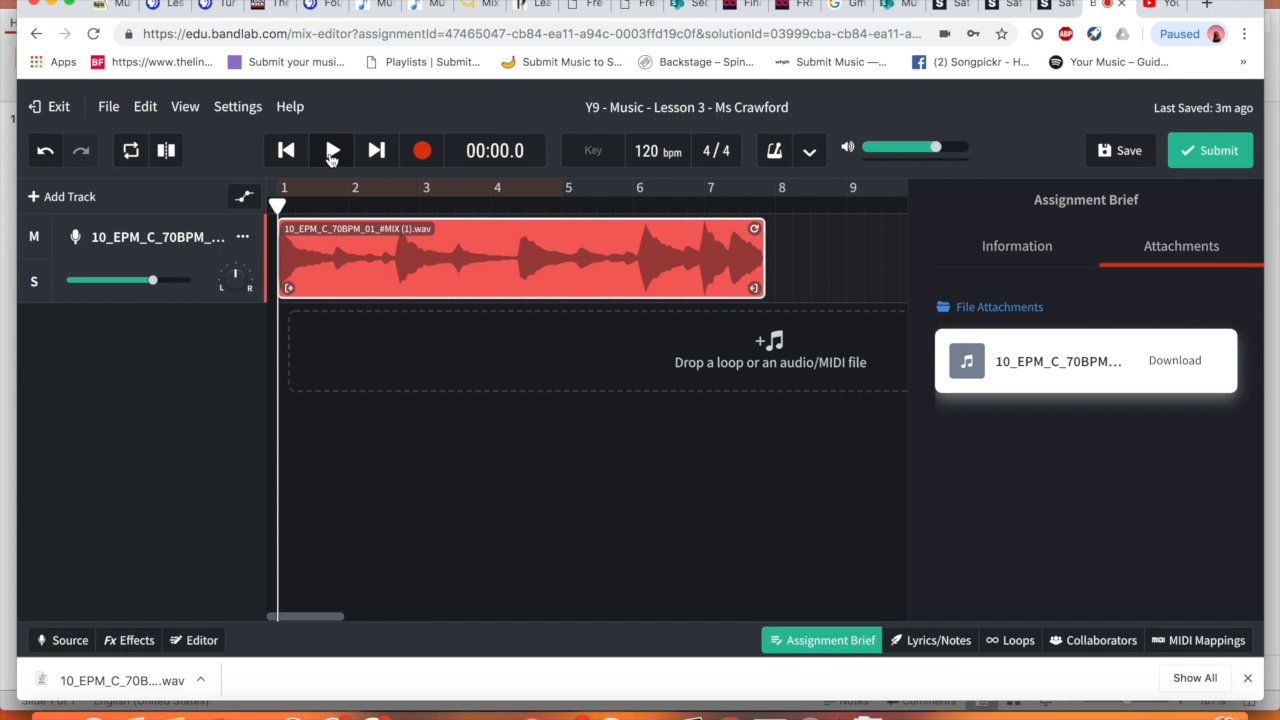 https://edu.bandlab.com/mix-editor?assignmentId=47465047-cb84-ea11-a94c-0003ffd19c0f&solutionId=03999cba-cb84-ea11-a...
Paused
Apps
BF https://www.thelin...
Submit your musi...
Playlists | Submit...
Submit Music to S...
Backstage – Spin...
Submit Music —...
(2) Songpickr - H...
Your Music – Guid...
»
Exit
File
Edit
View
Settings
Help
Y9 - Music - Lesson 3 - Ms Crawford
Last Saved: 3m ago
00:00.0
Key
120 bpm
4 / 4
Save
Submit
+ Add Track
1 2 3 4 5 6 7 8 9
Assignment Brief
Information
Attachments
M
10_EPM_C_70BPM_...
S
L R
10_EPM_C_70BPM_01_#MIX (1).wav
File Attachments
10_EPM_C_70BPM...
Download
Drop a loop or an audio/MIDI file
Source
Fx Effects
Editor
Assignment Brief
Lyrics/Notes
Loops
Collaborators
MIDI Mappings
10_EPM_C_70B....wav
Show All